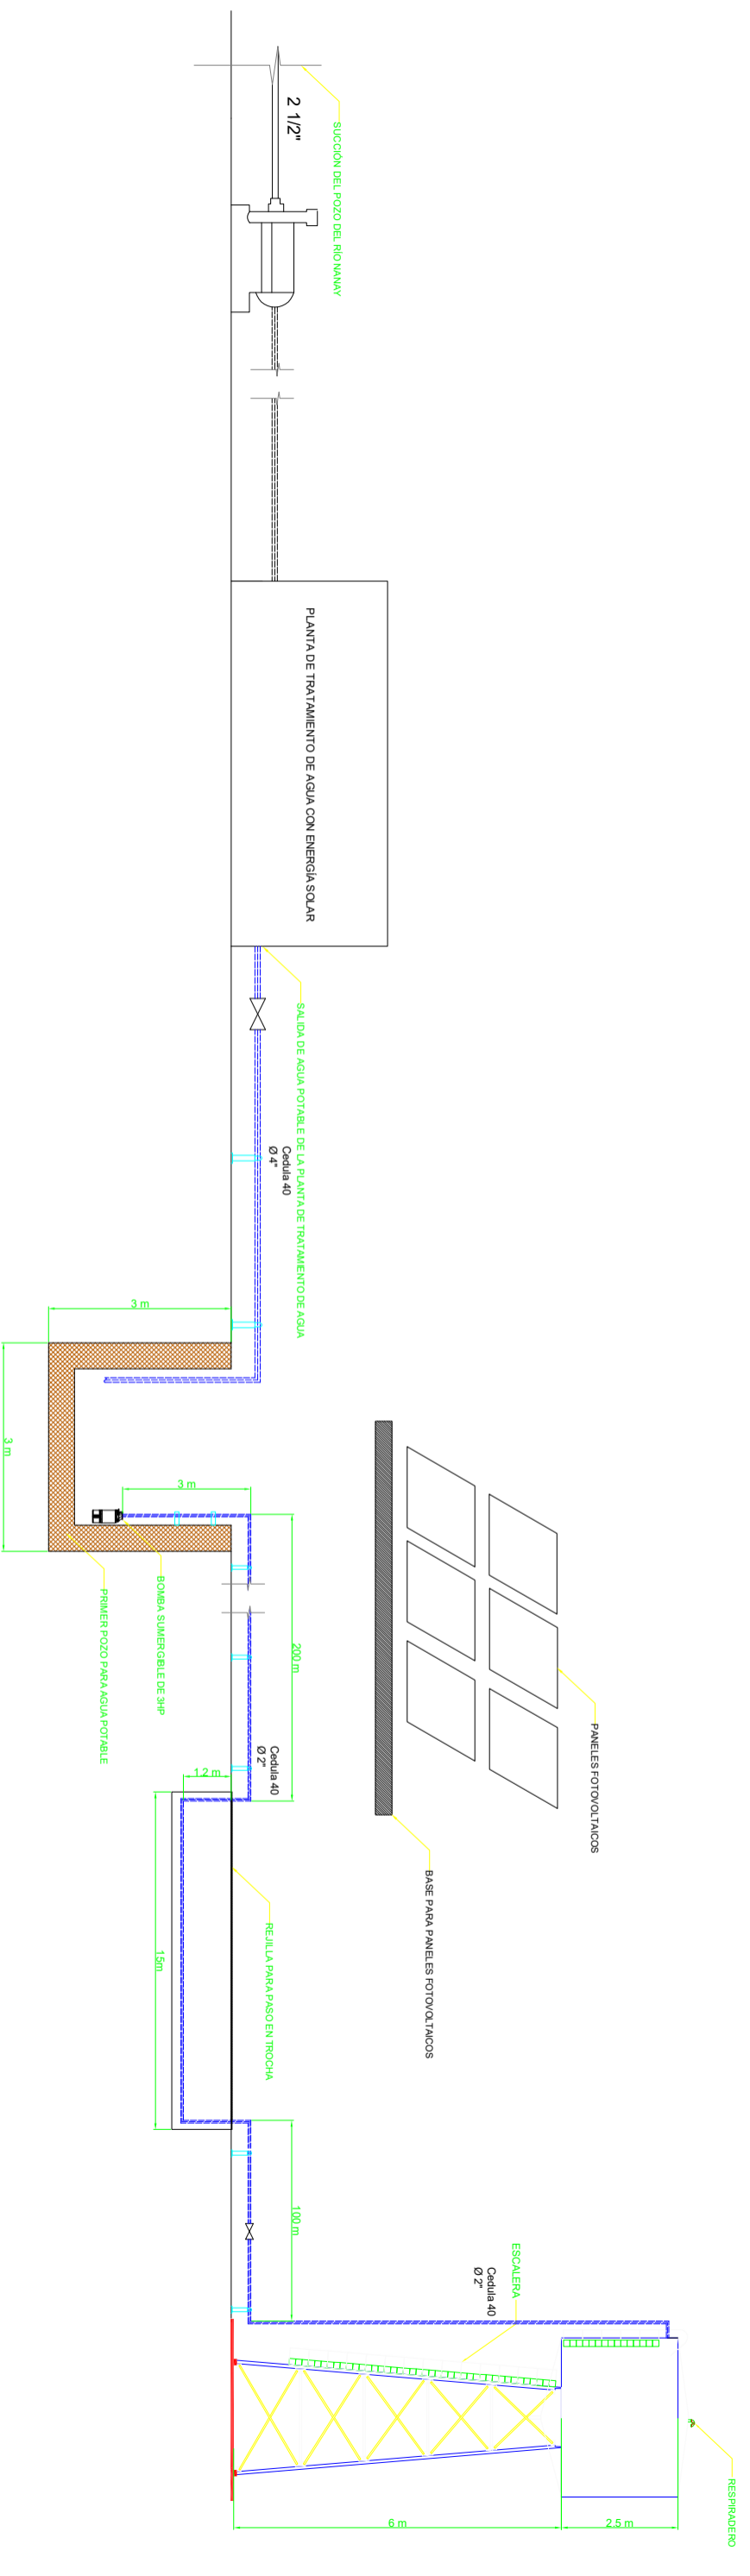 2 1/2"
SUCCIÓN DEL POZO DEL RÍO NANAY
PLANTA DE TRATAMIENTO DE AGUA CON ENERGÍA SOLAR
SALIDA DE AGUA POTABLE DE LA PLANTA DE TRATAMIENTO DE AGUA
Cedula 40
Ø 4"
3 m
3 m
3 m
BOMBA SUMERGIBLE DE 3HP
PRIMER POZO PARA AGUA POTABLE
200 m
PANELES FOTOVOLTAICOS
BASE PARA PANELES FOTOVOLTAICOS
Cedula 40
Ø 2"
1.2 m
REJILLA PARA PASO EN TROCHA
15m
100 m
ESCALERA
Cedula 40
Ø 2"
RESPIRADERO
6 m
2.5 m